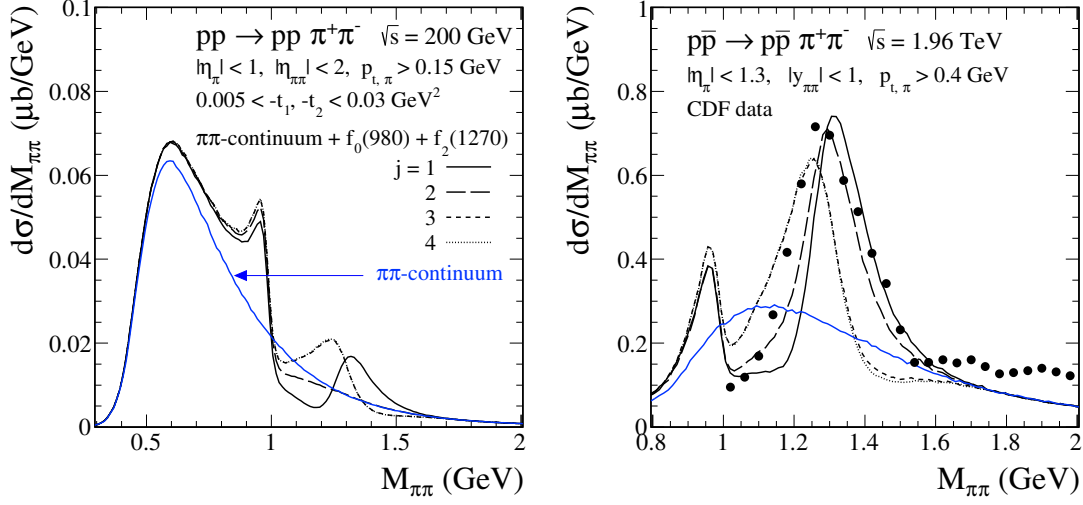 dσ/dM_ππ (μb/GeV)
0.1
0.08
0.06
0.04
0.02
0
pp → pp π⁺π⁻ √s = 200 GeV
|η_π| < 1, |η_ππ| < 2, p_t, π > 0.15 GeV
0.005 < -t₁, -t₂ < 0.03 GeV²
ππ-continuum + f₀(980) + f₂(1270)
j = 1
2
3
4
ππ-continuum
0.5
1
1.5
2
M_ππ (GeV)
dσ/dM_ππ (μb/GeV)
1
0.8
0.6
0.4
0.2
0
pp̅ → pp̅ π⁺π⁻ √s = 1.96 TeV
|η_π| < 1.3, |y_ππ| < 1, p_t, π > 0.4 GeV
CDF data
0.8
1
1.2
1.4
1.6
1.8
2
M_ππ (GeV)